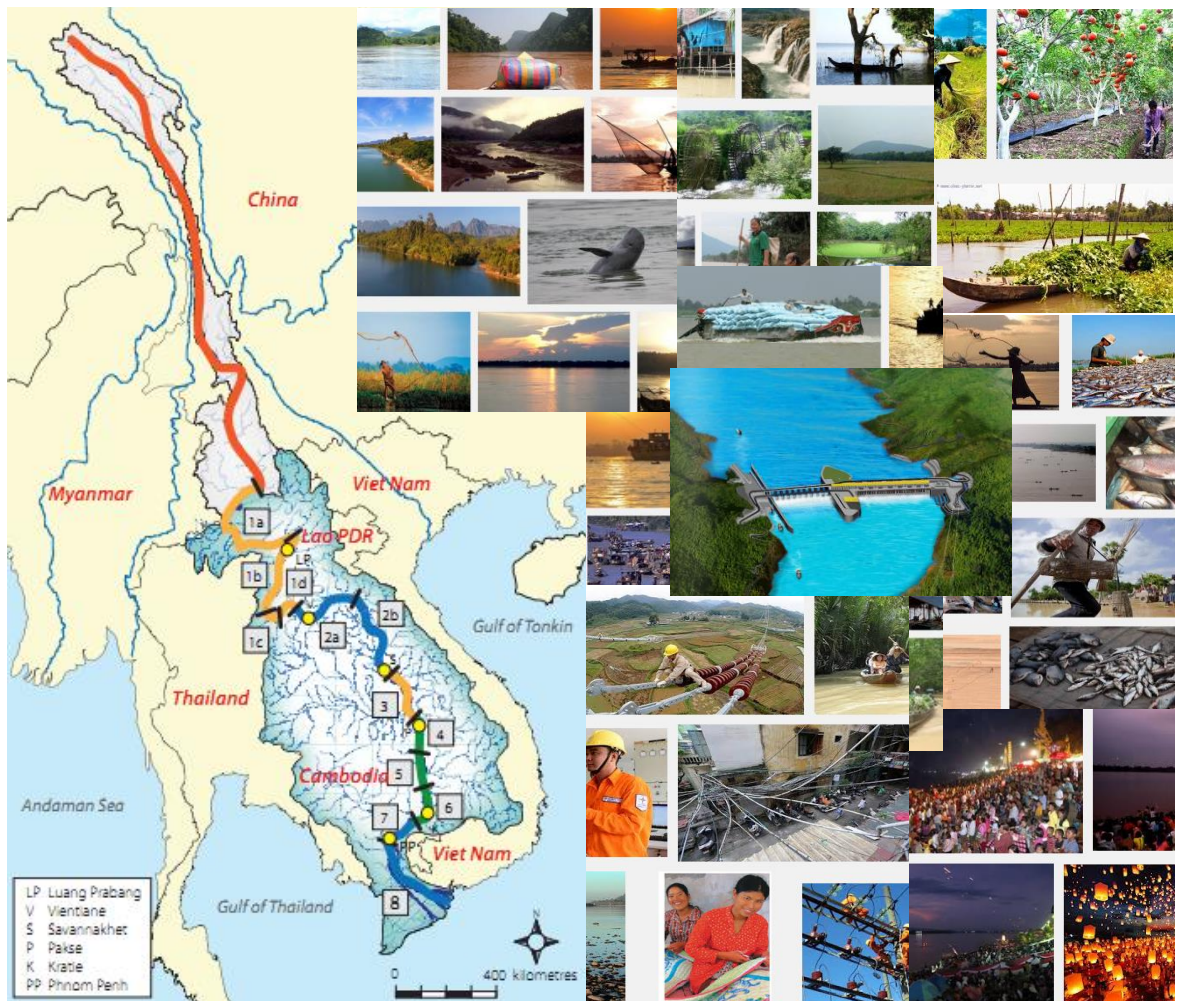 China
Myanmar
Viet Nam
1a
Lao PDR
LP
1b
1d
2b
2a
1c
Gulf of Tonkin
S
Thailand
3
4
Cambodia
5
Andaman Sea
6
7
PP
Viet Nam
8
Gulf of Thailand
N
0 400 kilometres
LP Luang Prabang
V Vientiane
S Savannakhet
P Pakse
K Kratie
PP Phnom Penh